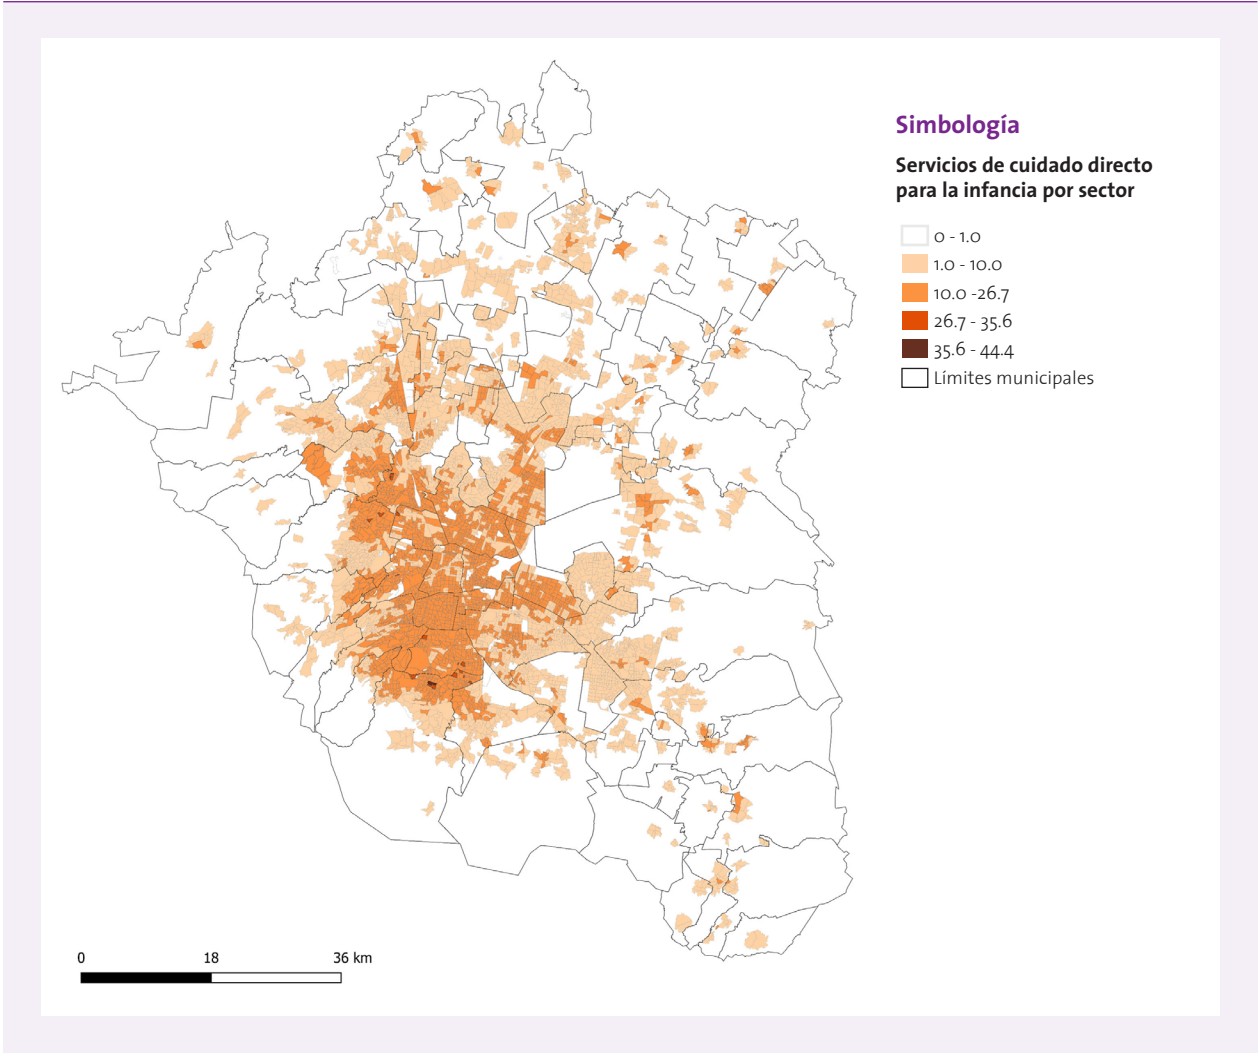 Simbología
Servicios de cuidado directo
para la infancia por sector
0 - 1.0
1.0 - 10.0
10.0 -26.7
26.7 - 35.6
35.6 - 44.4
Límites municipales
0 18 36 km